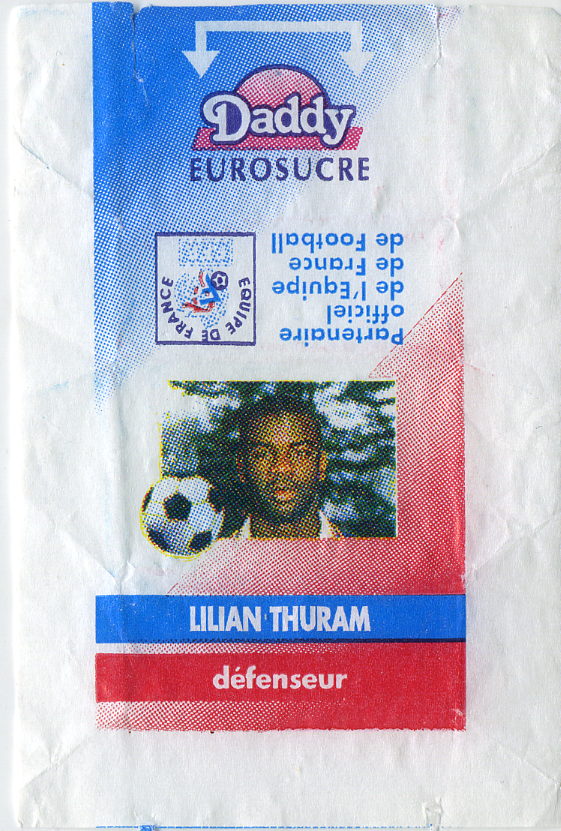 Daddy
EUROSUCRE
Partenaire
officiel
de l'Equipe
de France
de Football
EQUIPE DE FRANCE
LILIAN THURAM
défenseur